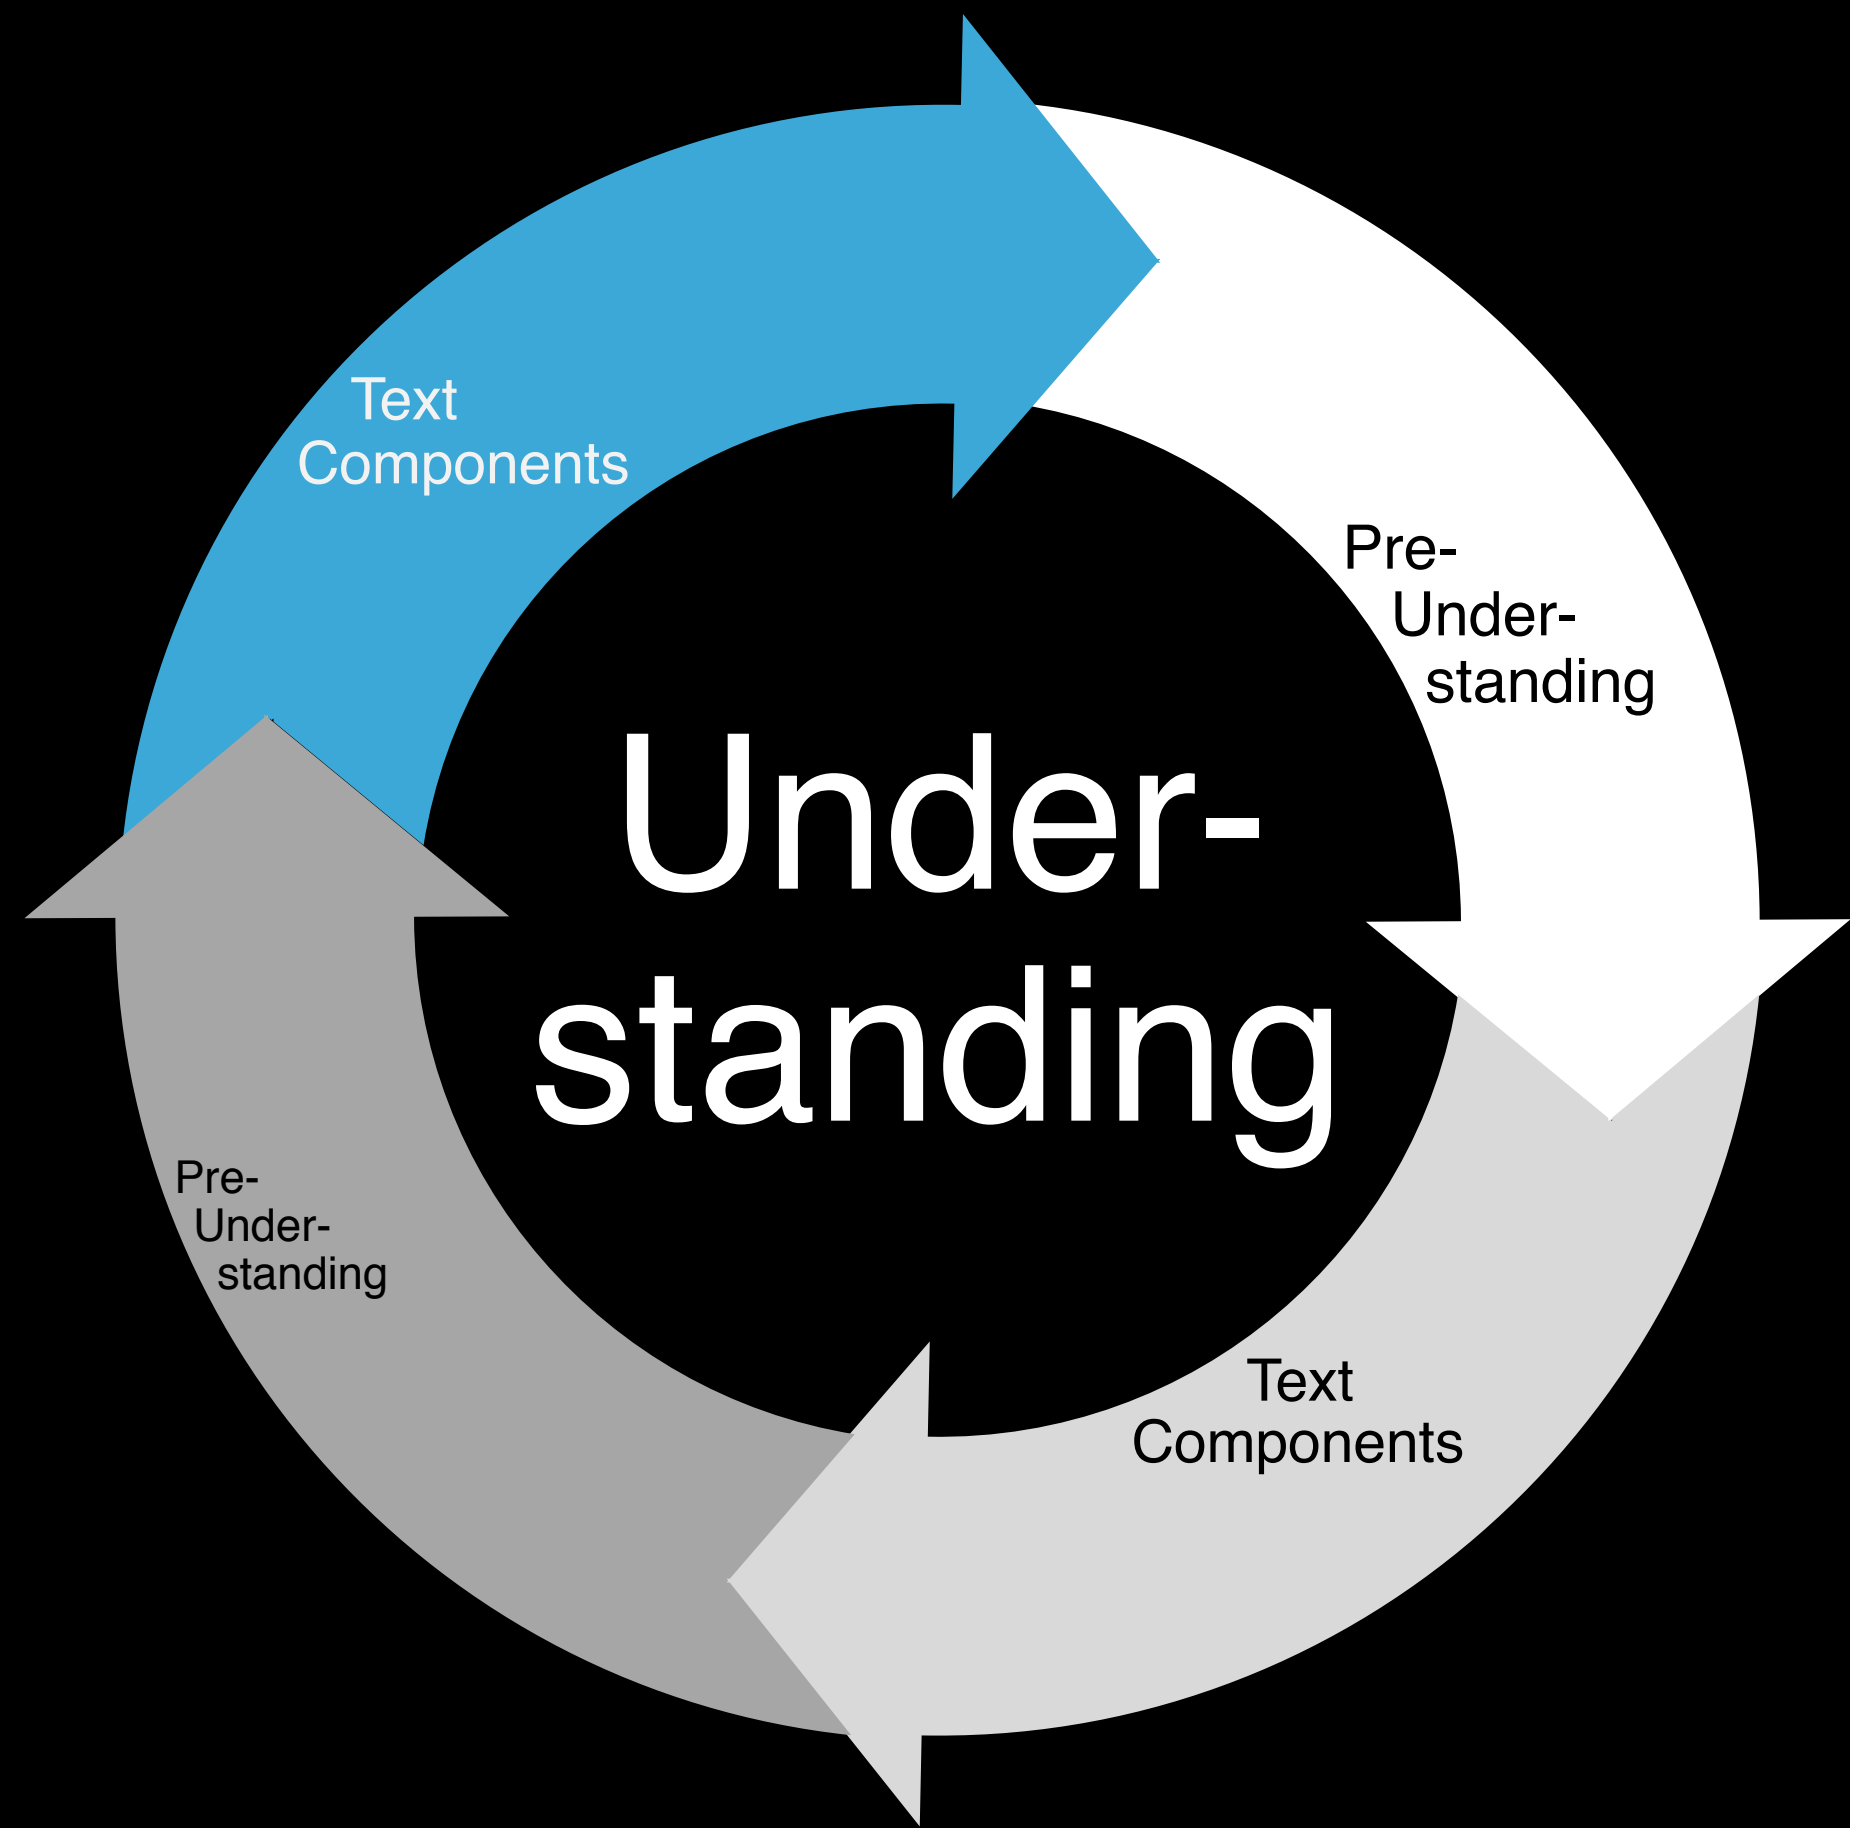 Text
Components
Pre-
Under-
standing
Under-
standing
Pre-
Under-
standing
Text
Components